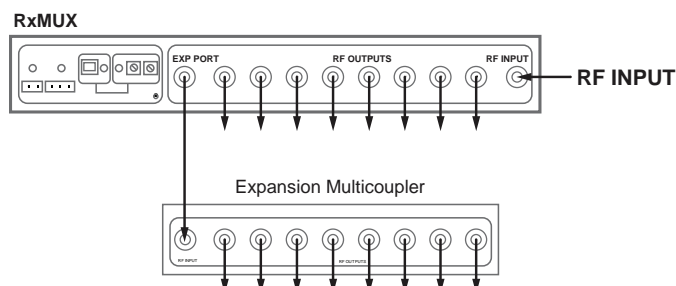 RxMUX
EXP PORT
RF OUTPUTS
RF INPUT
RF INPUT
Expansion Multicoupler
RF INPUT
RF OUTPUTS